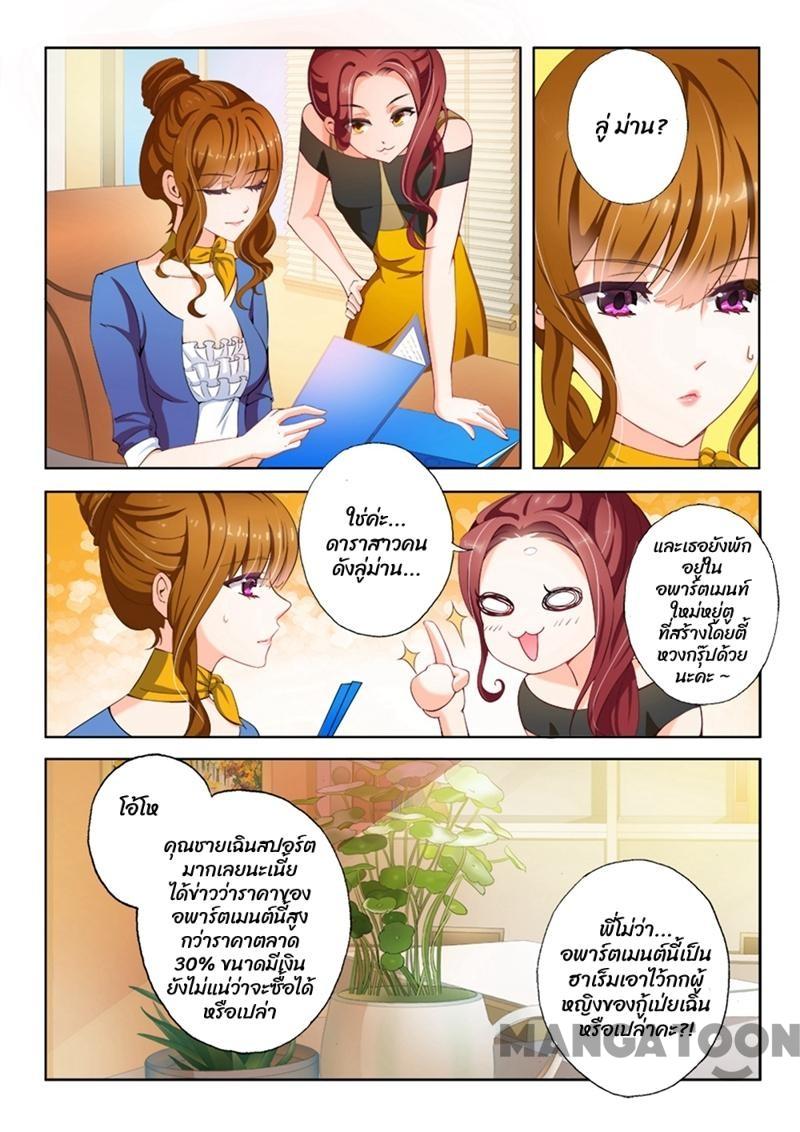 ลู่ ม่าน?
ใช่ค่ะ...
ดาราสาวคน
ดังลู่ม่าน...
และเธอยังพัก
อยู่ใน
อพาร์ตเมนท์
ใหม่หยู่ตู
ที่สร้างโดยตี้
หวงกรุ๊ปด้วย
นะคะ ~
โอ้โห
คุณชายเฉินสปอร์ต
มากเลยนะเนี้ย
ได้ข่าวว่าราคาของ
อพาร์ตเมนต์นี้สูง
กว่าราคาตลาด
30% ขนาดมีเงิน
ยังไม่แน่ว่าจะซื้อได้
หรือเปล่า
พี่โม่ว่า...
อพาร์ตเมนต์นี้เป็น
ฮาเร็มเอาไว้กกผู้
หญิงของกู้เป่ยเฉิน
หรือเปล่าคะ?!
MANGATOON